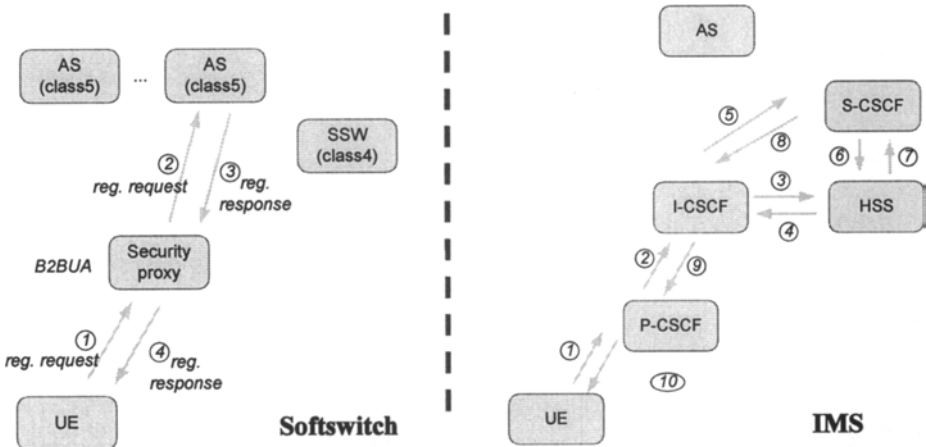 AS
(class5)
...
AS
(class5)
SSW
(class4)
2
reg. request
3
reg.
response
B2BUA
Security
proxy
1
reg. request
4
reg.
response
UE
Softswitch
AS
S-CSCF
5
8
6
7
3
I-CSCF
HSS
4
2
9
P-CSCF
1
10
UE
IMS